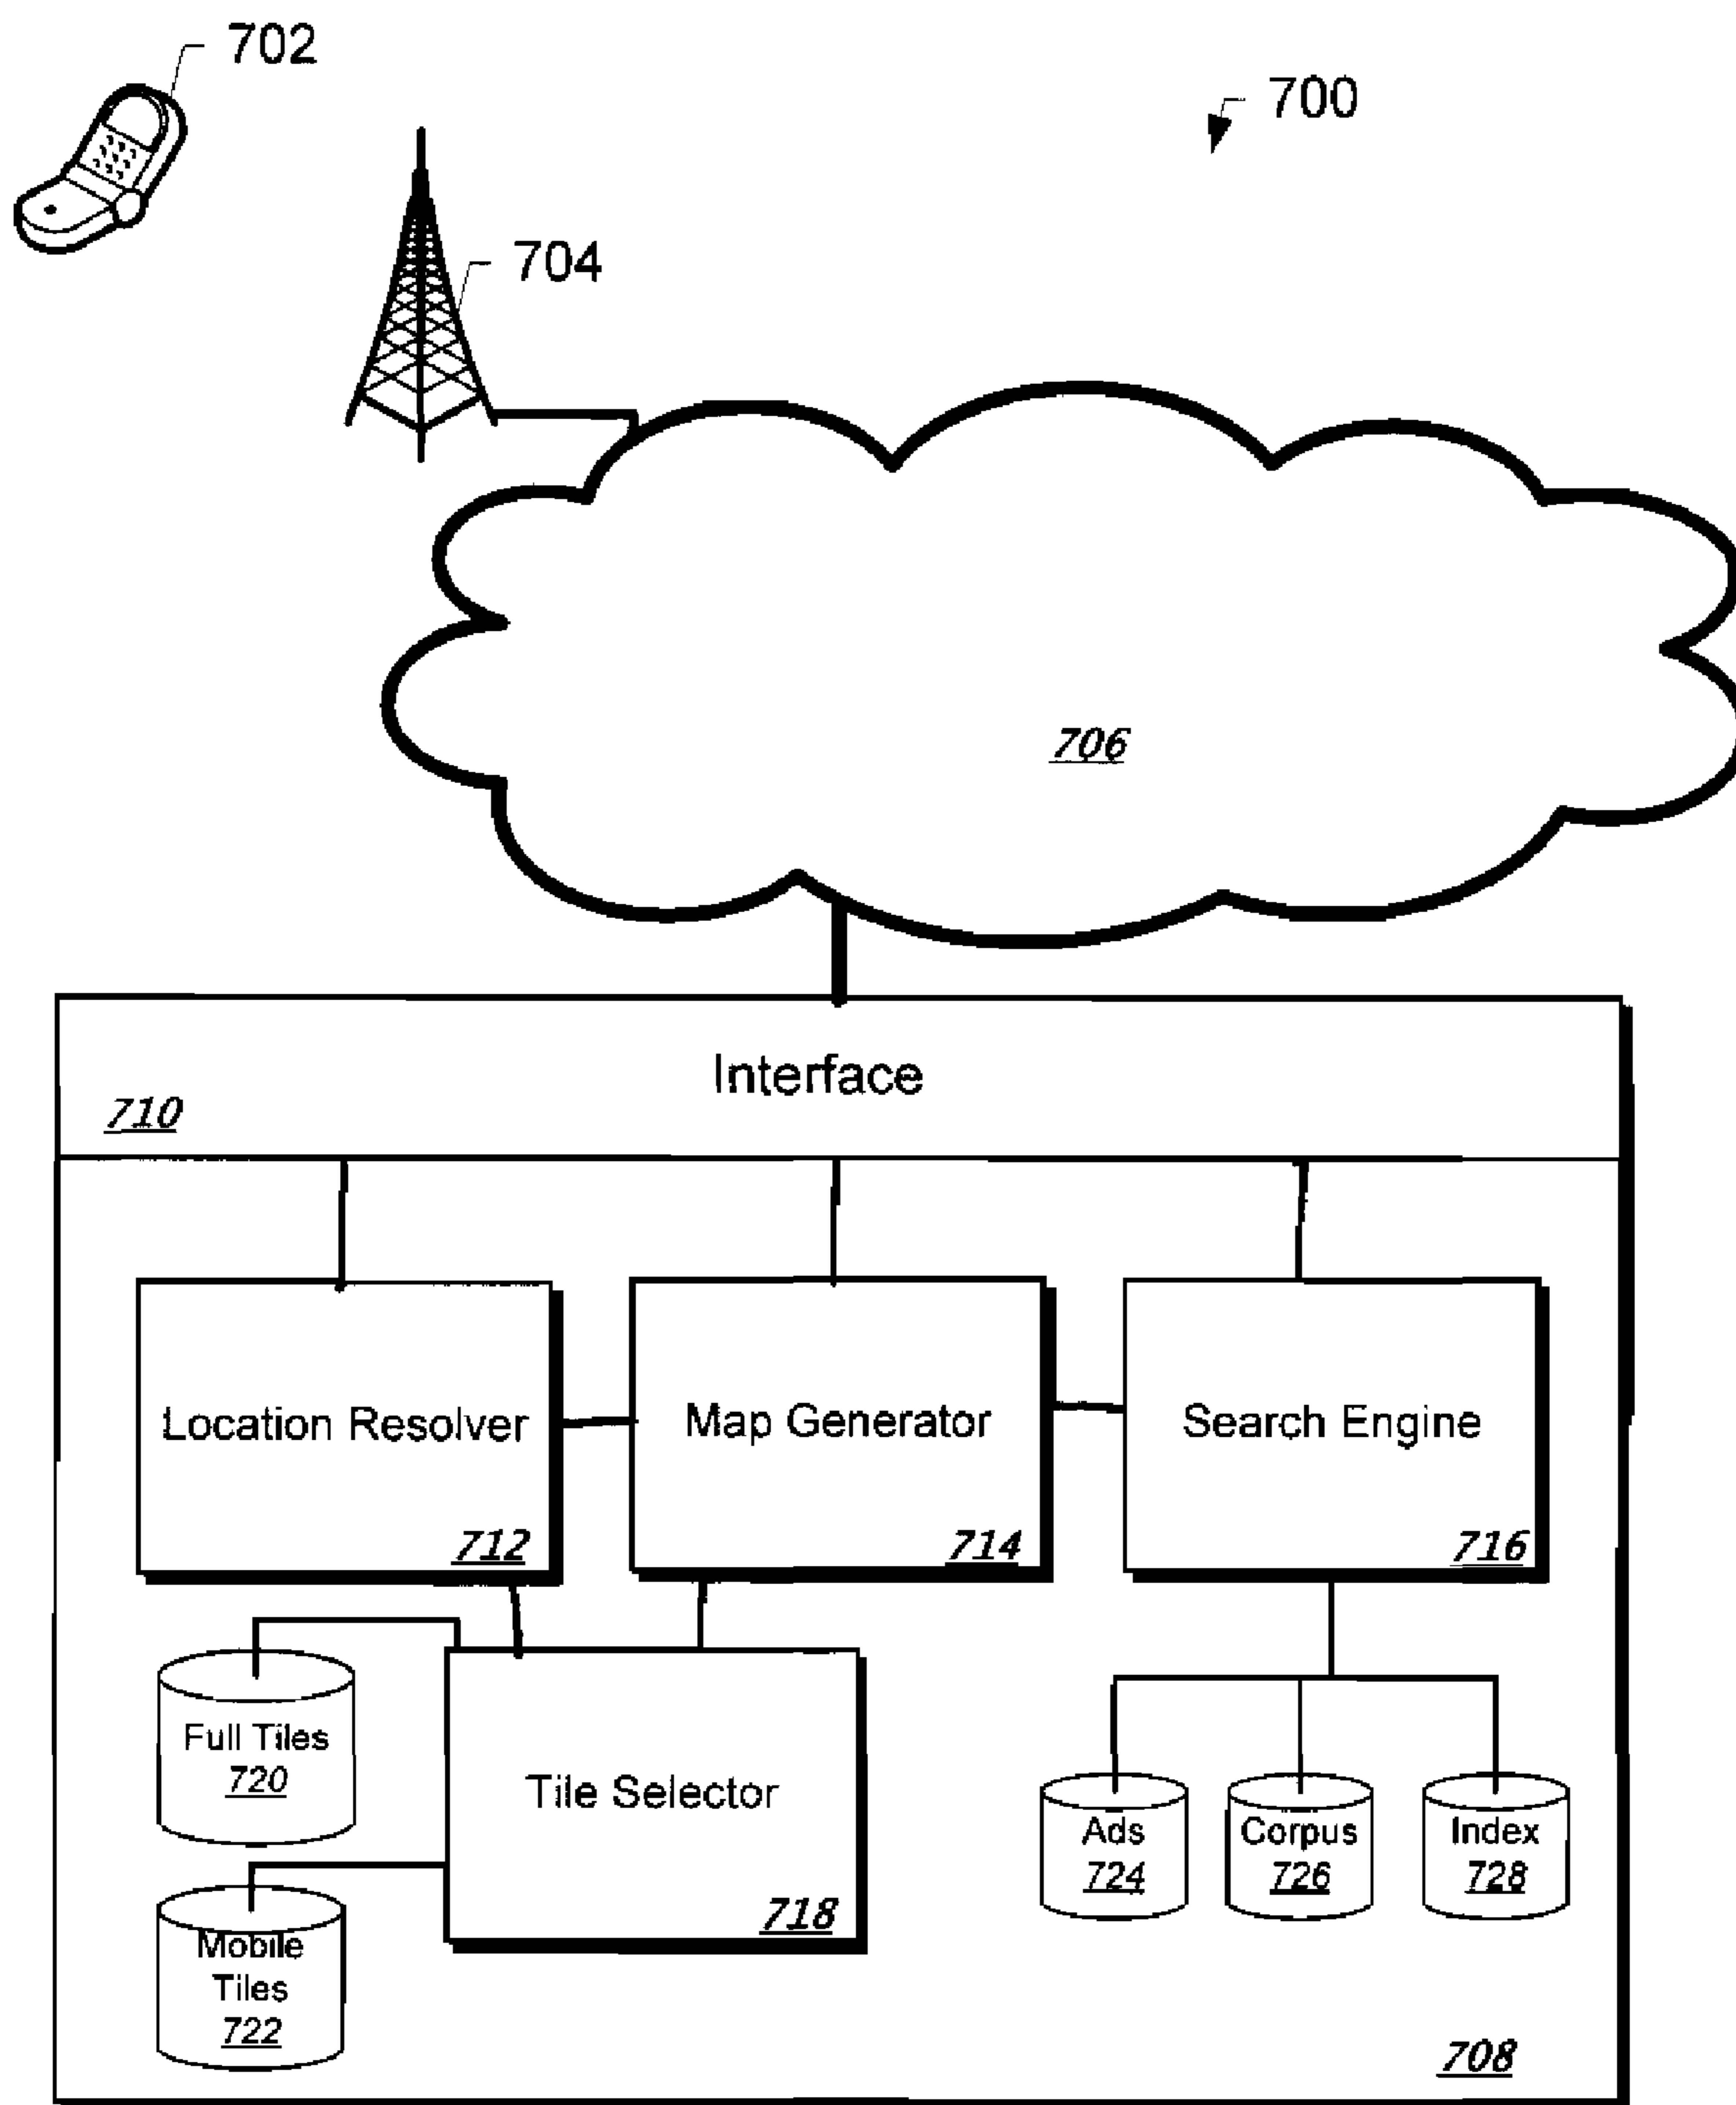 702
700
704
706
Interface
710
Location Resolver
712
Map Generator
714
Search Engine
716
Full Tiles
720
Tile Selector
718
Mobile
Tiles
722
Ads
724
Corpus
726
Index
728
708